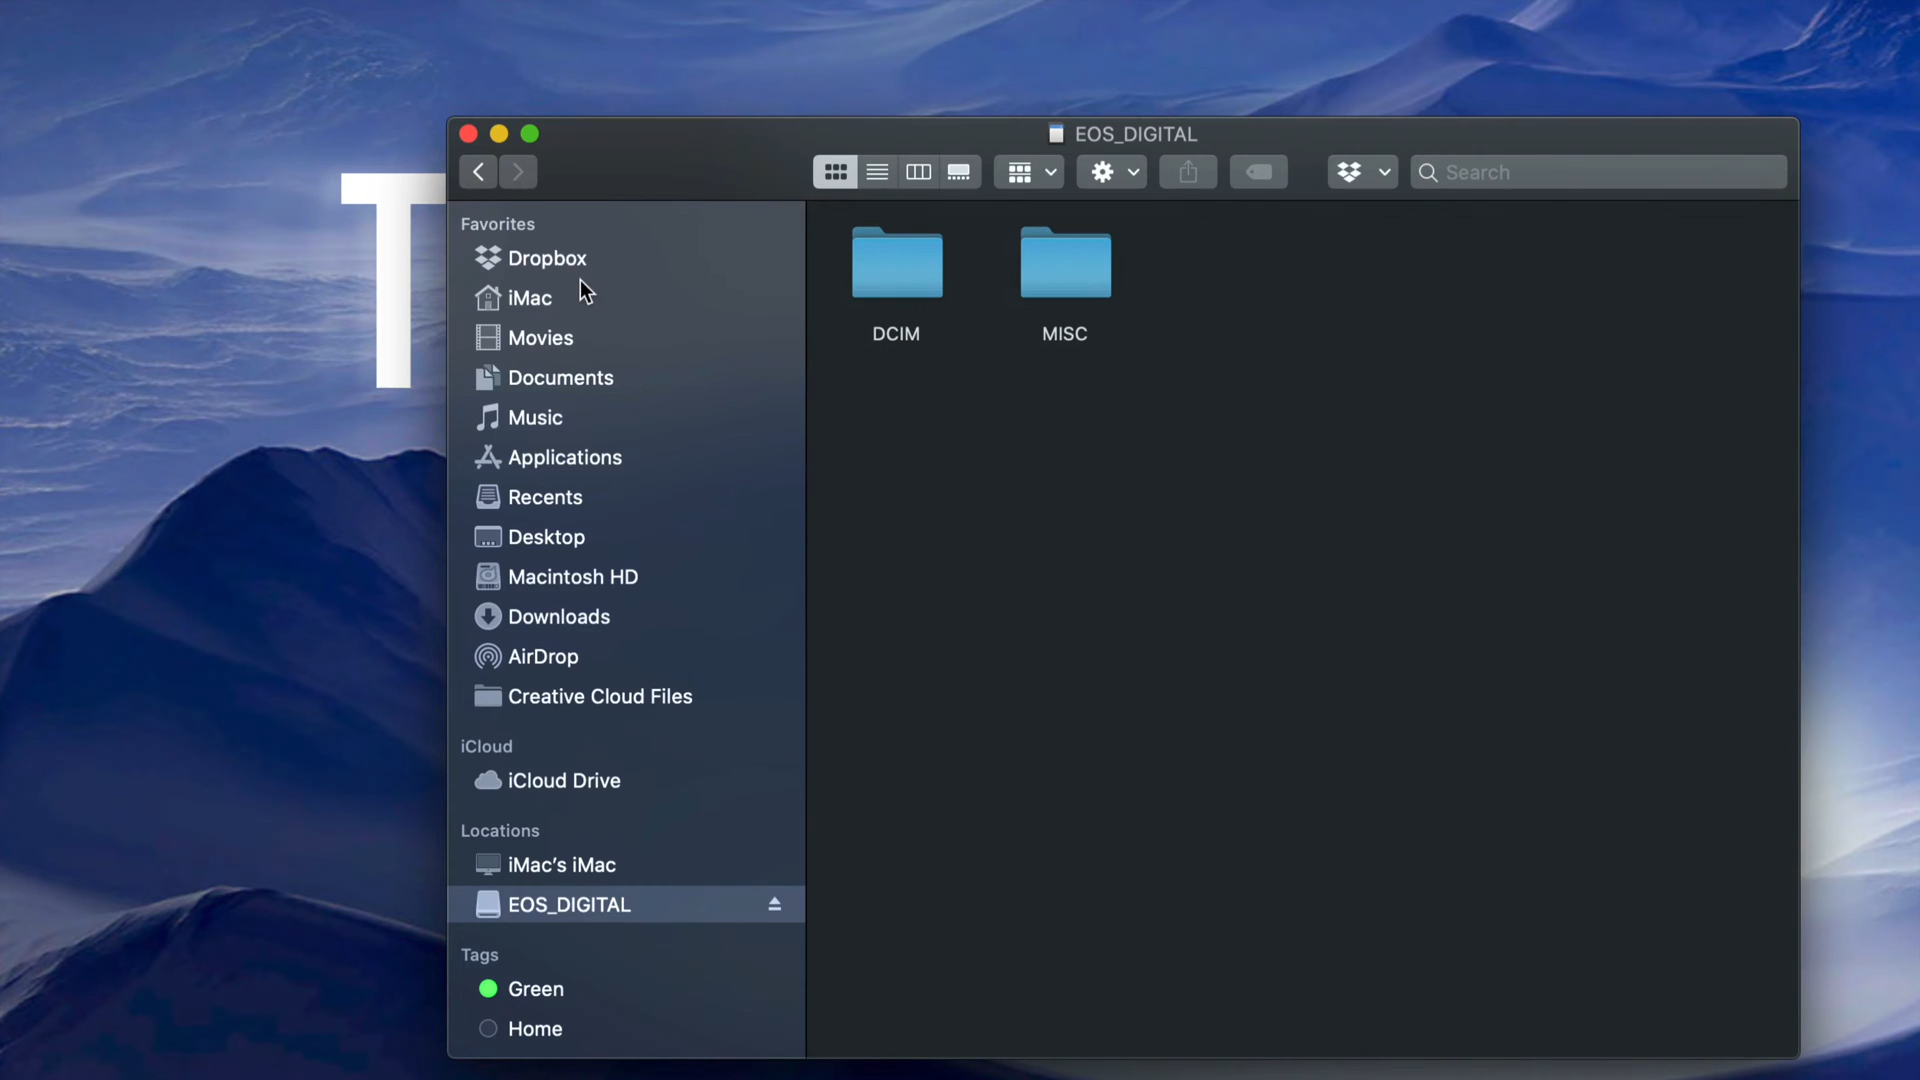 EOS_DIGITAL
Search
T
Favorites
Dropbox
iMac
Movies
Documents
Music
Applications
Recents
Desktop
Macintosh HD
Downloads
AirDrop
Creative Cloud Files
iCloud
iCloud Drive
Locations
iMac’s iMac
EOS_DIGITAL
Tags
Green
Home
DCIM
MISC